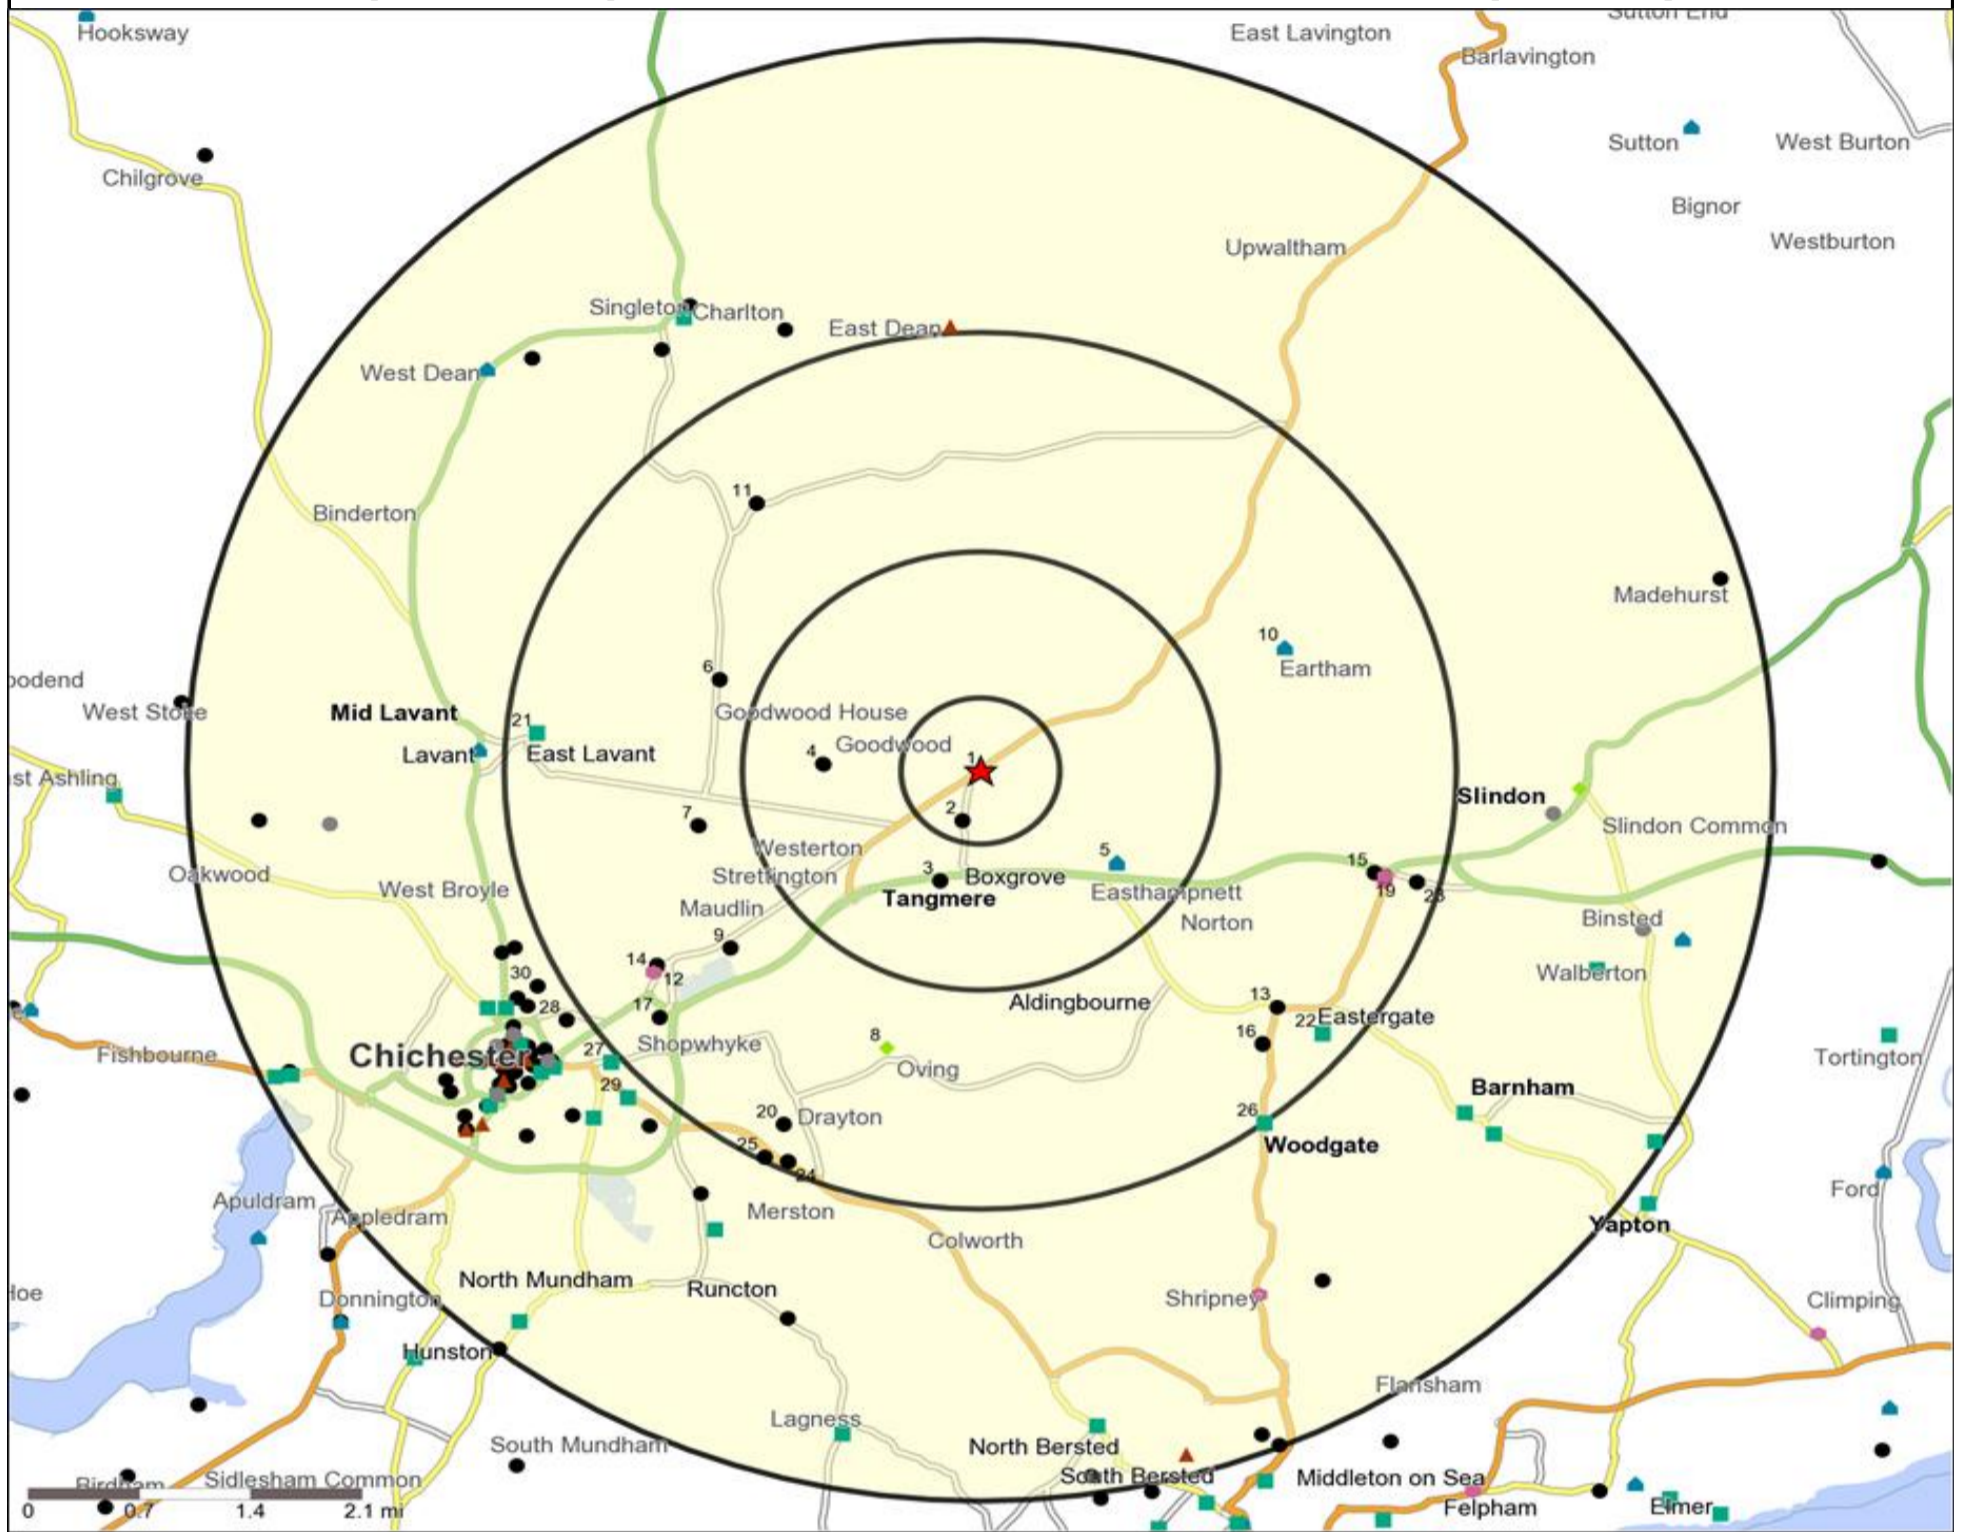 Sutton End
Hooksway
East Lavington
Barlavington
Sutton
West Burton
Chilgrove
Bignor
Westburton
Upwaltham
Singleton
Charlton
East Dean
West Dean
11
Binderton
Madehurst
10
Eartham
6
West Stoke
Mid Lavant
Goodwood House
21
Lavant
East Lavant
4
Goodwood
1
Slindon
2
7
Slindon Common
Westerton
5
15
Oakwood
West Broyle
Strettington
3
Boxgrove
Easthampnett
19
Tangmere
Maudlin
Norton
Binsted
9
14
12
30
Walberton
28
17
Aldingbourne
13
22
Eastergate
16
Chichester
Fishbourne
27
Shopwhyke
8
Oving
Tortington
29
Barnham
20
Drayton
26
25
Woodgate
24
Apuldram
Appledram
Merston
Ford
Yapton
Colworth
North Mundham
Runcton
Donnington
Shripney
Climping
Hunston
Flansham
Lagness
South Mundham
North Bersted
Birdham
Sidlesham Common
South Bersted
Middleton on Sea
Felpham
Elmer
0
0.7
1.4
2.1 mi